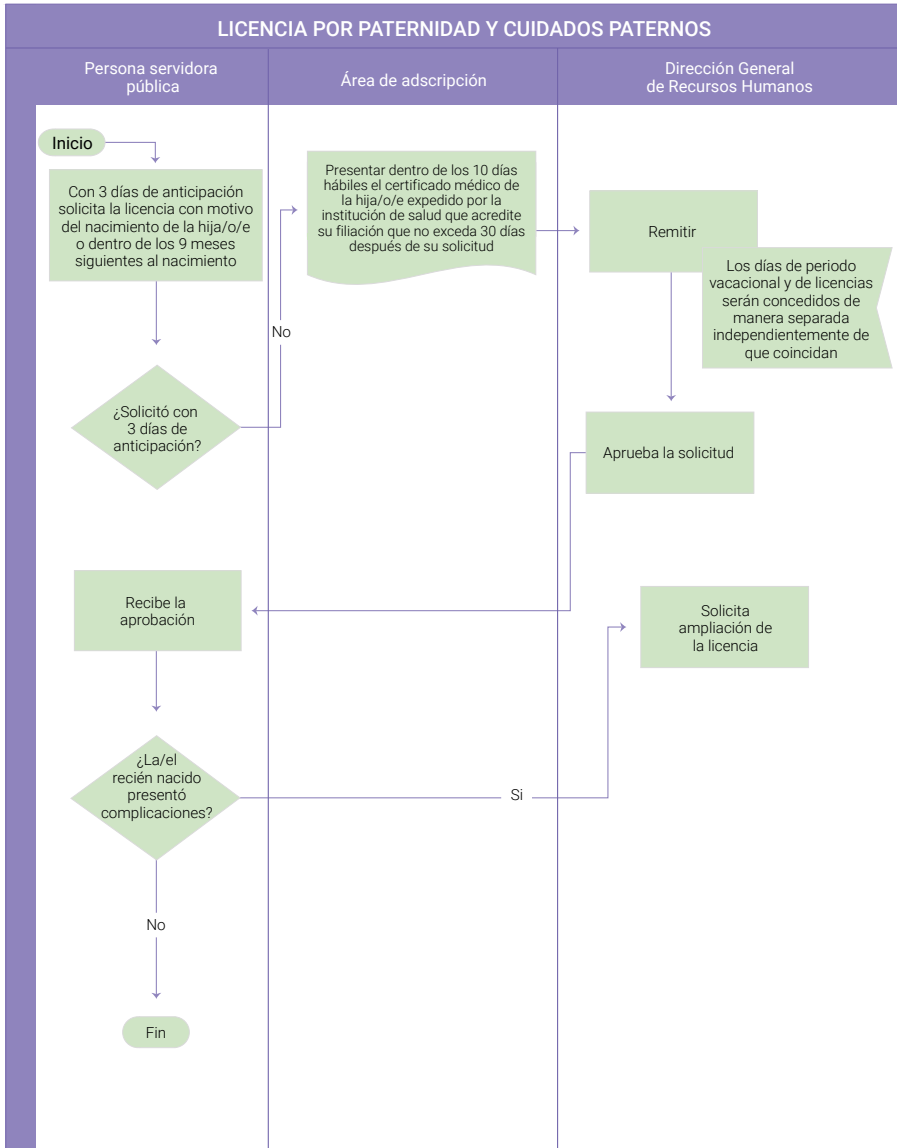 LICENCIA POR PATERNIDAD Y CUIDADOS PATERNOS
Persona servidora
pública
Área de adscripción
Dirección General
de Recursos Humanos
Inicio
Con 3 días de anticipación
solicita la licencia con motivo
del nacimiento de la hija/o/e
o dentro de los 9 meses
siguientes al nacimiento
Presentar dentro de los 10 días
hábiles el certificado médico de
la hija/o/e expedido por la
institución de salud que acredite
su filiación que no exceda 30 días
después de su solicitud
Remitir
Los días de periodo
vacacional y de licencias
serán concedidos de
manera separada
independientemente de
que coincidan
No
¿Solicitó con
3 días de
anticipación?
Aprueba la solicitud
Recibe la
aprobación
Solicita
ampliación de
la licencia
¿La/el
recién nacido
presentó
complicaciones?
Si
No
Fin